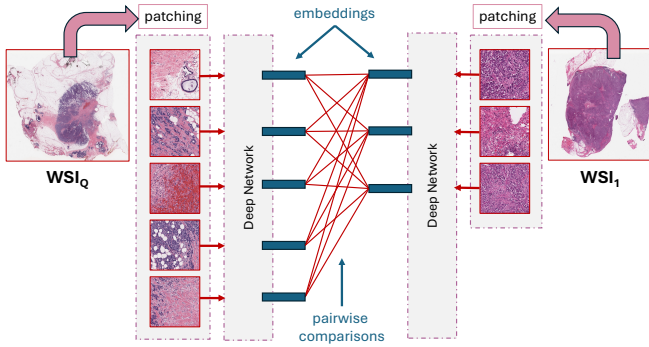 patching
embeddings
patching
WSIQ
Deep Network
Deep Network
WSI1
pairwise
comparisons